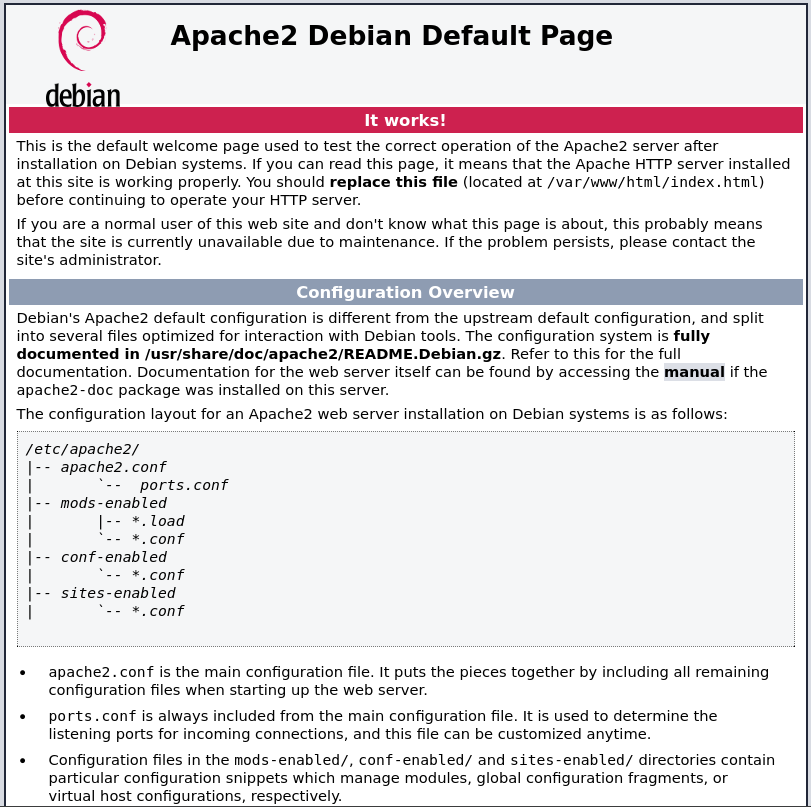 debian
Apache2 Debian Default Page
It works!
This is the default welcome page used to test the correct operation of the Apache2 server after
installation on Debian systems. If you can read this page, it means that the Apache HTTP server installed
at this site is working properly. You should replace this file (located at /var/www/html/index.html)
before continuing to operate your HTTP server.
If you are a normal user of this web site and don't know what this page is about, this probably means
that the site is currently unavailable due to maintenance. If the problem persists, please contact the
site's administrator.
Configuration Overview
Debian's Apache2 default configuration is different from the upstream default configuration, and split
into several files optimized for interaction with Debian tools. The configuration system is fully
documented in /usr/share/doc/apache2/README.Debian.gz. Refer to this for the full
documentation. Documentation for the web server itself can be found by accessing the manual if the
apache2-doc package was installed on this server.
The configuration layout for an Apache2 web server installation on Debian systems is as follows:
/etc/apache2/
|-- apache2.conf
|       `--  ports.conf
|-- mods-enabled
|       |-- *.load
|       `-- *.conf
|-- conf-enabled
|       `-- *.conf
|-- sites-enabled
|       `-- *.conf
• apache2.conf is the main configuration file. It puts the pieces together by including all remaining
configuration files when starting up the web server.
• ports.conf is always included from the main configuration file. It is used to determine the
listening ports for incoming connections, and this file can be customized anytime.
• Configuration files in the mods-enabled/, conf-enabled/ and sites-enabled/ directories contain
particular configuration snippets which manage modules, global configuration fragments, or
virtual host configurations, respectively.